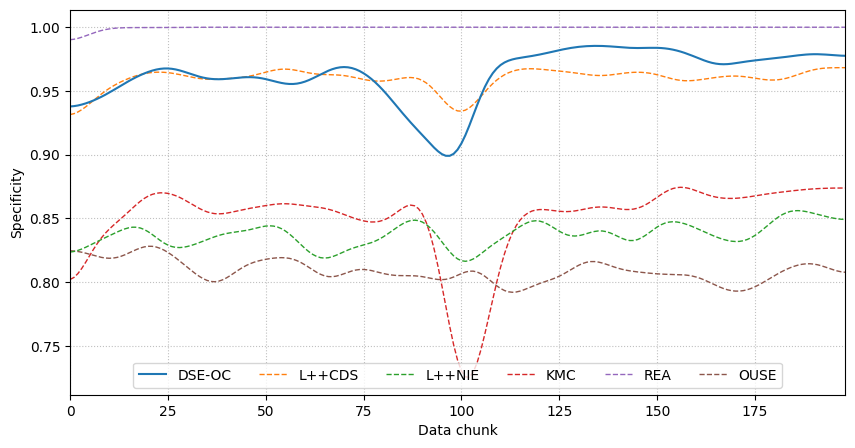 1.00
0.95
0.90
0.85
0.80
0.75
Specificity
DSE-OC L++CDS L++NIE KMC REA OUSE
0 25 50 75 100 125 150 175
Data chunk